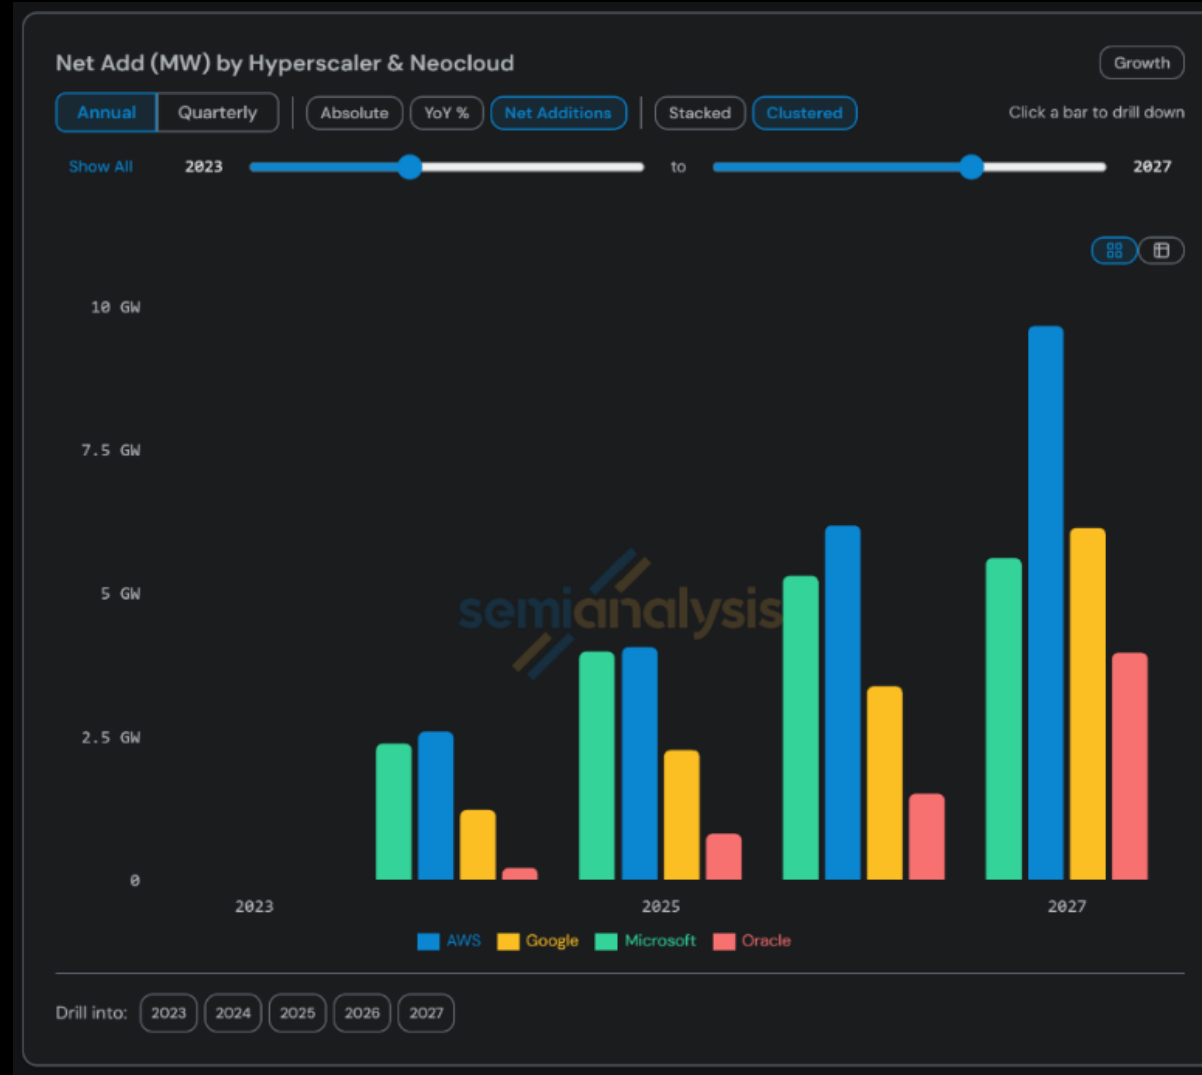 Net Add (MW) by Hyperscaler & Neocloud
Growth
Annual Quarterly Absolute YoY % Net Additions Stacked Clustered Click a bar to drill down
Show All 2023 to 2027
10 GW
7.5 GW
5 GW
2.5 GW
0
semianalysis
2023 2025 2027
AWS Google Microsoft Oracle
Drill into: 2023 2024 2025 2026 2027